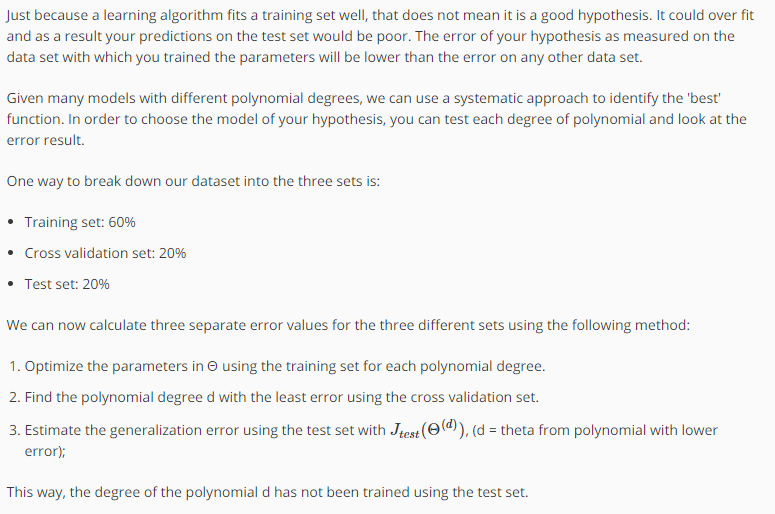 Just because a learning algorithm fits a training set well, that does not mean it is a good hypothesis. It could over fit
and as a result your predictions on the test set would be poor. The error of your hypothesis as measured on the
data set with which you trained the parameters will be lower than the error on any other data set.
Given many models with different polynomial degrees, we can use a systematic approach to identify the 'best'
function. In order to choose the model of your hypothesis, you can test each degree of polynomial and look at the
error result.
One way to break down our dataset into the three sets is:
• Training set: 60%
• Cross validation set: 20%
• Test set: 20%
We can now calculate three separate error values for the three different sets using the following method:
1. Optimize the parameters in Θ using the training set for each polynomial degree.
2. Find the polynomial degree d with the least error using the cross validation set.
3. Estimate the generalization error using the test set with J_test(Θ^(d)), (d = theta from polynomial with lower
error);
This way, the degree of the polynomial d has not been trained using the test set.